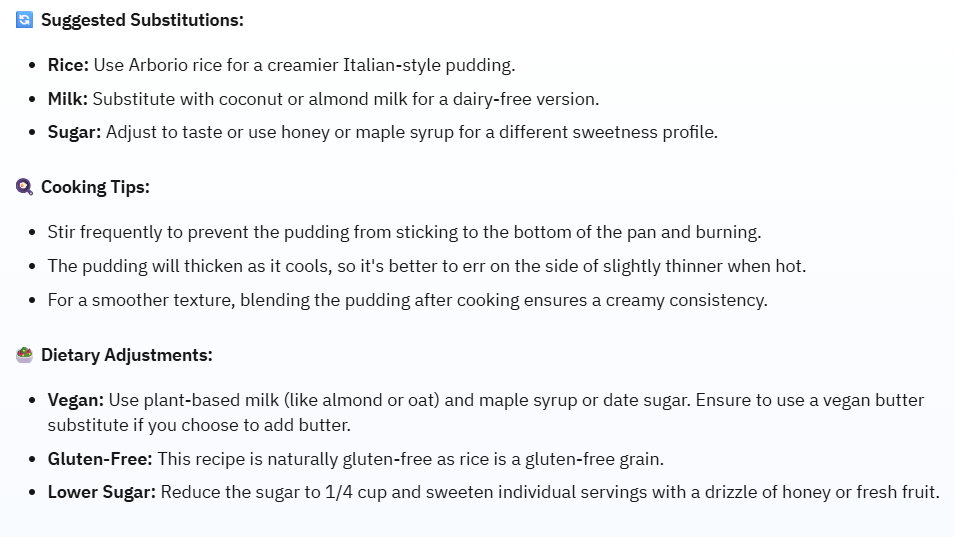 Suggested Substitutions:
Rice: Use Arborio rice for a creamier Italian-style pudding.
Milk: Substitute with coconut or almond milk for a dairy-free version.
Sugar: Adjust to taste or use honey or maple syrup for a different sweetness profile.
Cooking Tips:
Stir frequently to prevent the pudding from sticking to the bottom of the pan and burning.
The pudding will thicken as it cools, so it's better to err on the side of slightly thinner when hot.
For a smoother texture, blending the pudding after cooking ensures a creamy consistency.
Dietary Adjustments:
Vegan: Use plant-based milk (like almond or oat) and maple syrup or date sugar. Ensure to use a vegan butter
substitute if you choose to add butter.
Gluten-Free: This recipe is naturally gluten-free as rice is a gluten-free grain.
Lower Sugar: Reduce the sugar to 1/4 cup and sweeten individual servings with a drizzle of honey or fresh fruit.